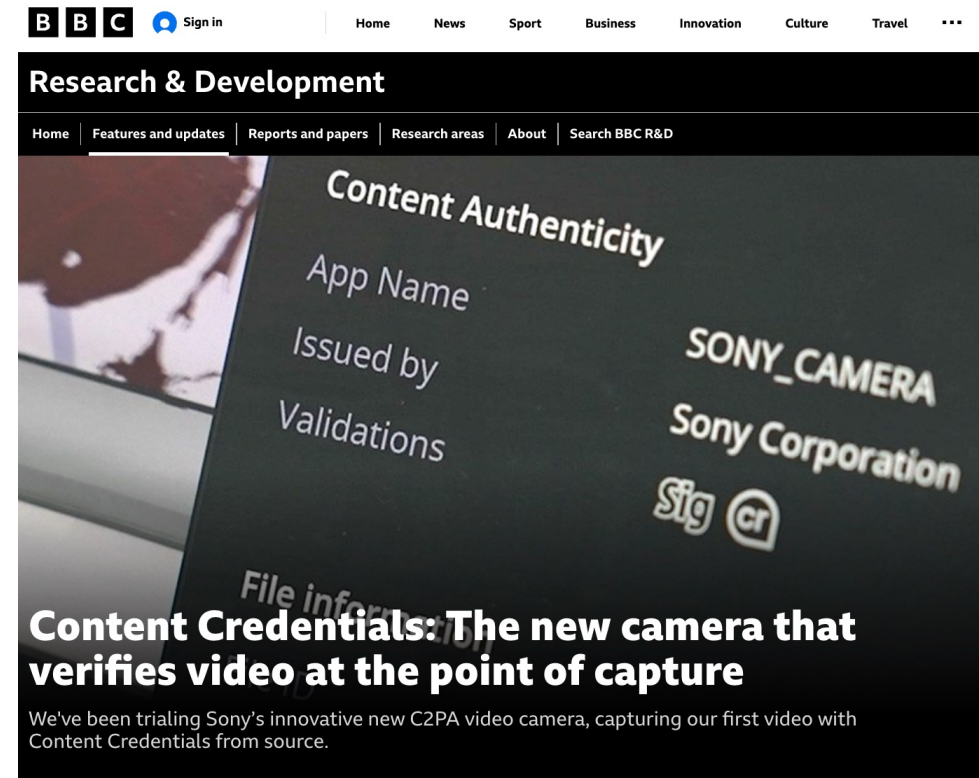 BBC
Sign in
Home
News
Sport
Business
Innovation
Culture
Travel
Research & Development
Home
Features and updates
Reports and papers
Research areas
About
Search BBC R&D
Content Authenticity
App Name
SONY_CAMERA
Issued by
Sony Corporation
Validations
Sig cr
File information
File ID
Content Credentials: The new camera that
verifies video at the point of capture
We've been trialing Sony's innovative new C2PA video camera, capturing our first video with
Content Credentials from source.